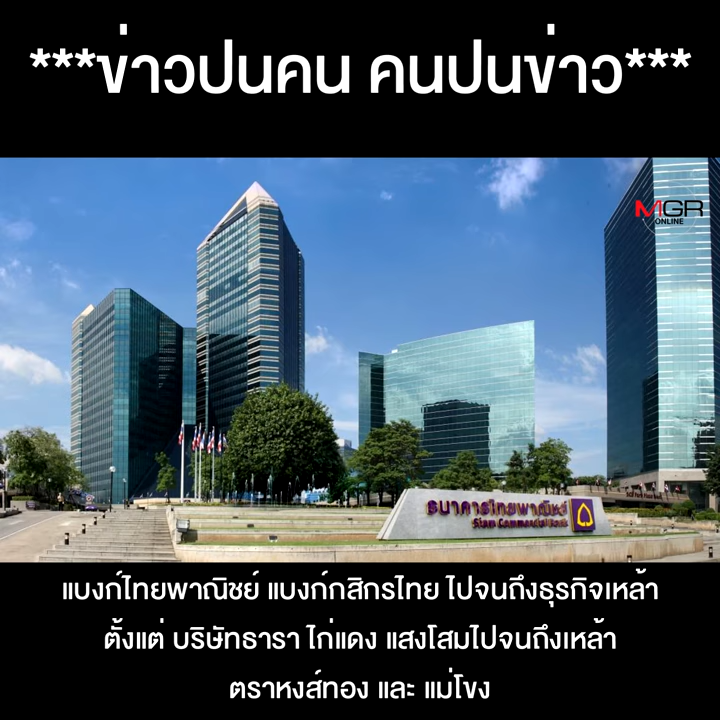 ***ข่าวปนคน คนปนข่าว***
MGR
ONLINE
ธนาคารไทยพาณิชย์
Siam Commercial Bank
แบงก์ไทยพาณิชย์ แบงก์กสิกรไทย ไปจนถึงธุรกิจเหล้า
ตั้งแต่ บริษัทธารา ไก่แดง แสงโสมไปจนถึงเหล้า
ตราหงส์ทอง และ แม่โขง